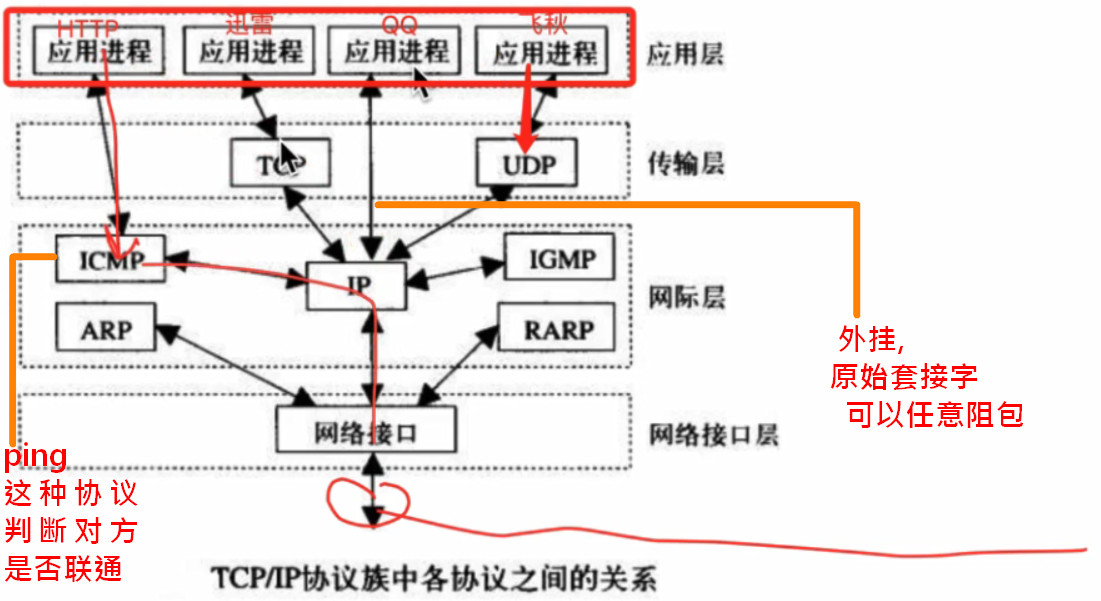 HTTP 迅雷 QQ 飞秋
应用进程 应用进程 应用进程 应用进程 应用层
TCP UDP 传输层
ICMP IP IGMP
ARP RARP 网际层
外挂,
原始套接字
可以任意阻包
网络接口 网络接口层
ping
这种协议
判断对方
是否联通
TCP/IP协议族中各协议之间的关系